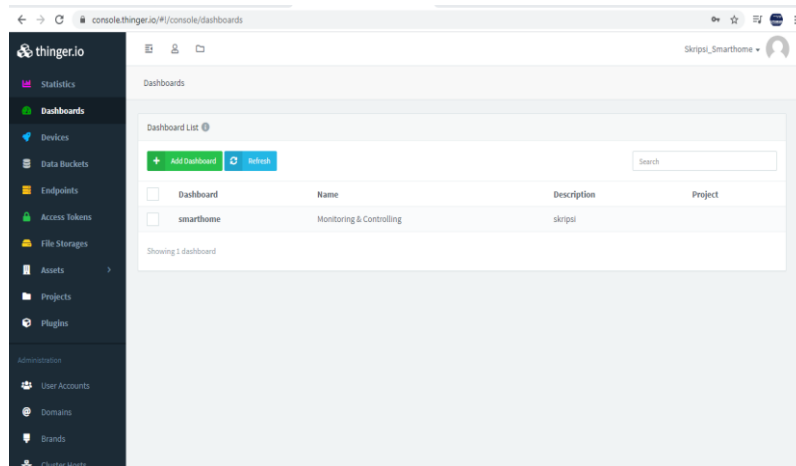 console.thinger.io/#!/console/dashboards
thinger.io
Skripsi_Smarthome
Statistics
Dashboards
Dashboards
Devices
Data Buckets
Endpoints
Access Tokens
File Storages
Assets
Projects
Plugins
Administration
User Accounts
Domains
Brands
Cluster Hosts
Dashboard List
Add Dashboard Refresh Search
Dashboard Name Description Project
smarthome Monitoring & Controlling skripsi
Showing 1 dashboard